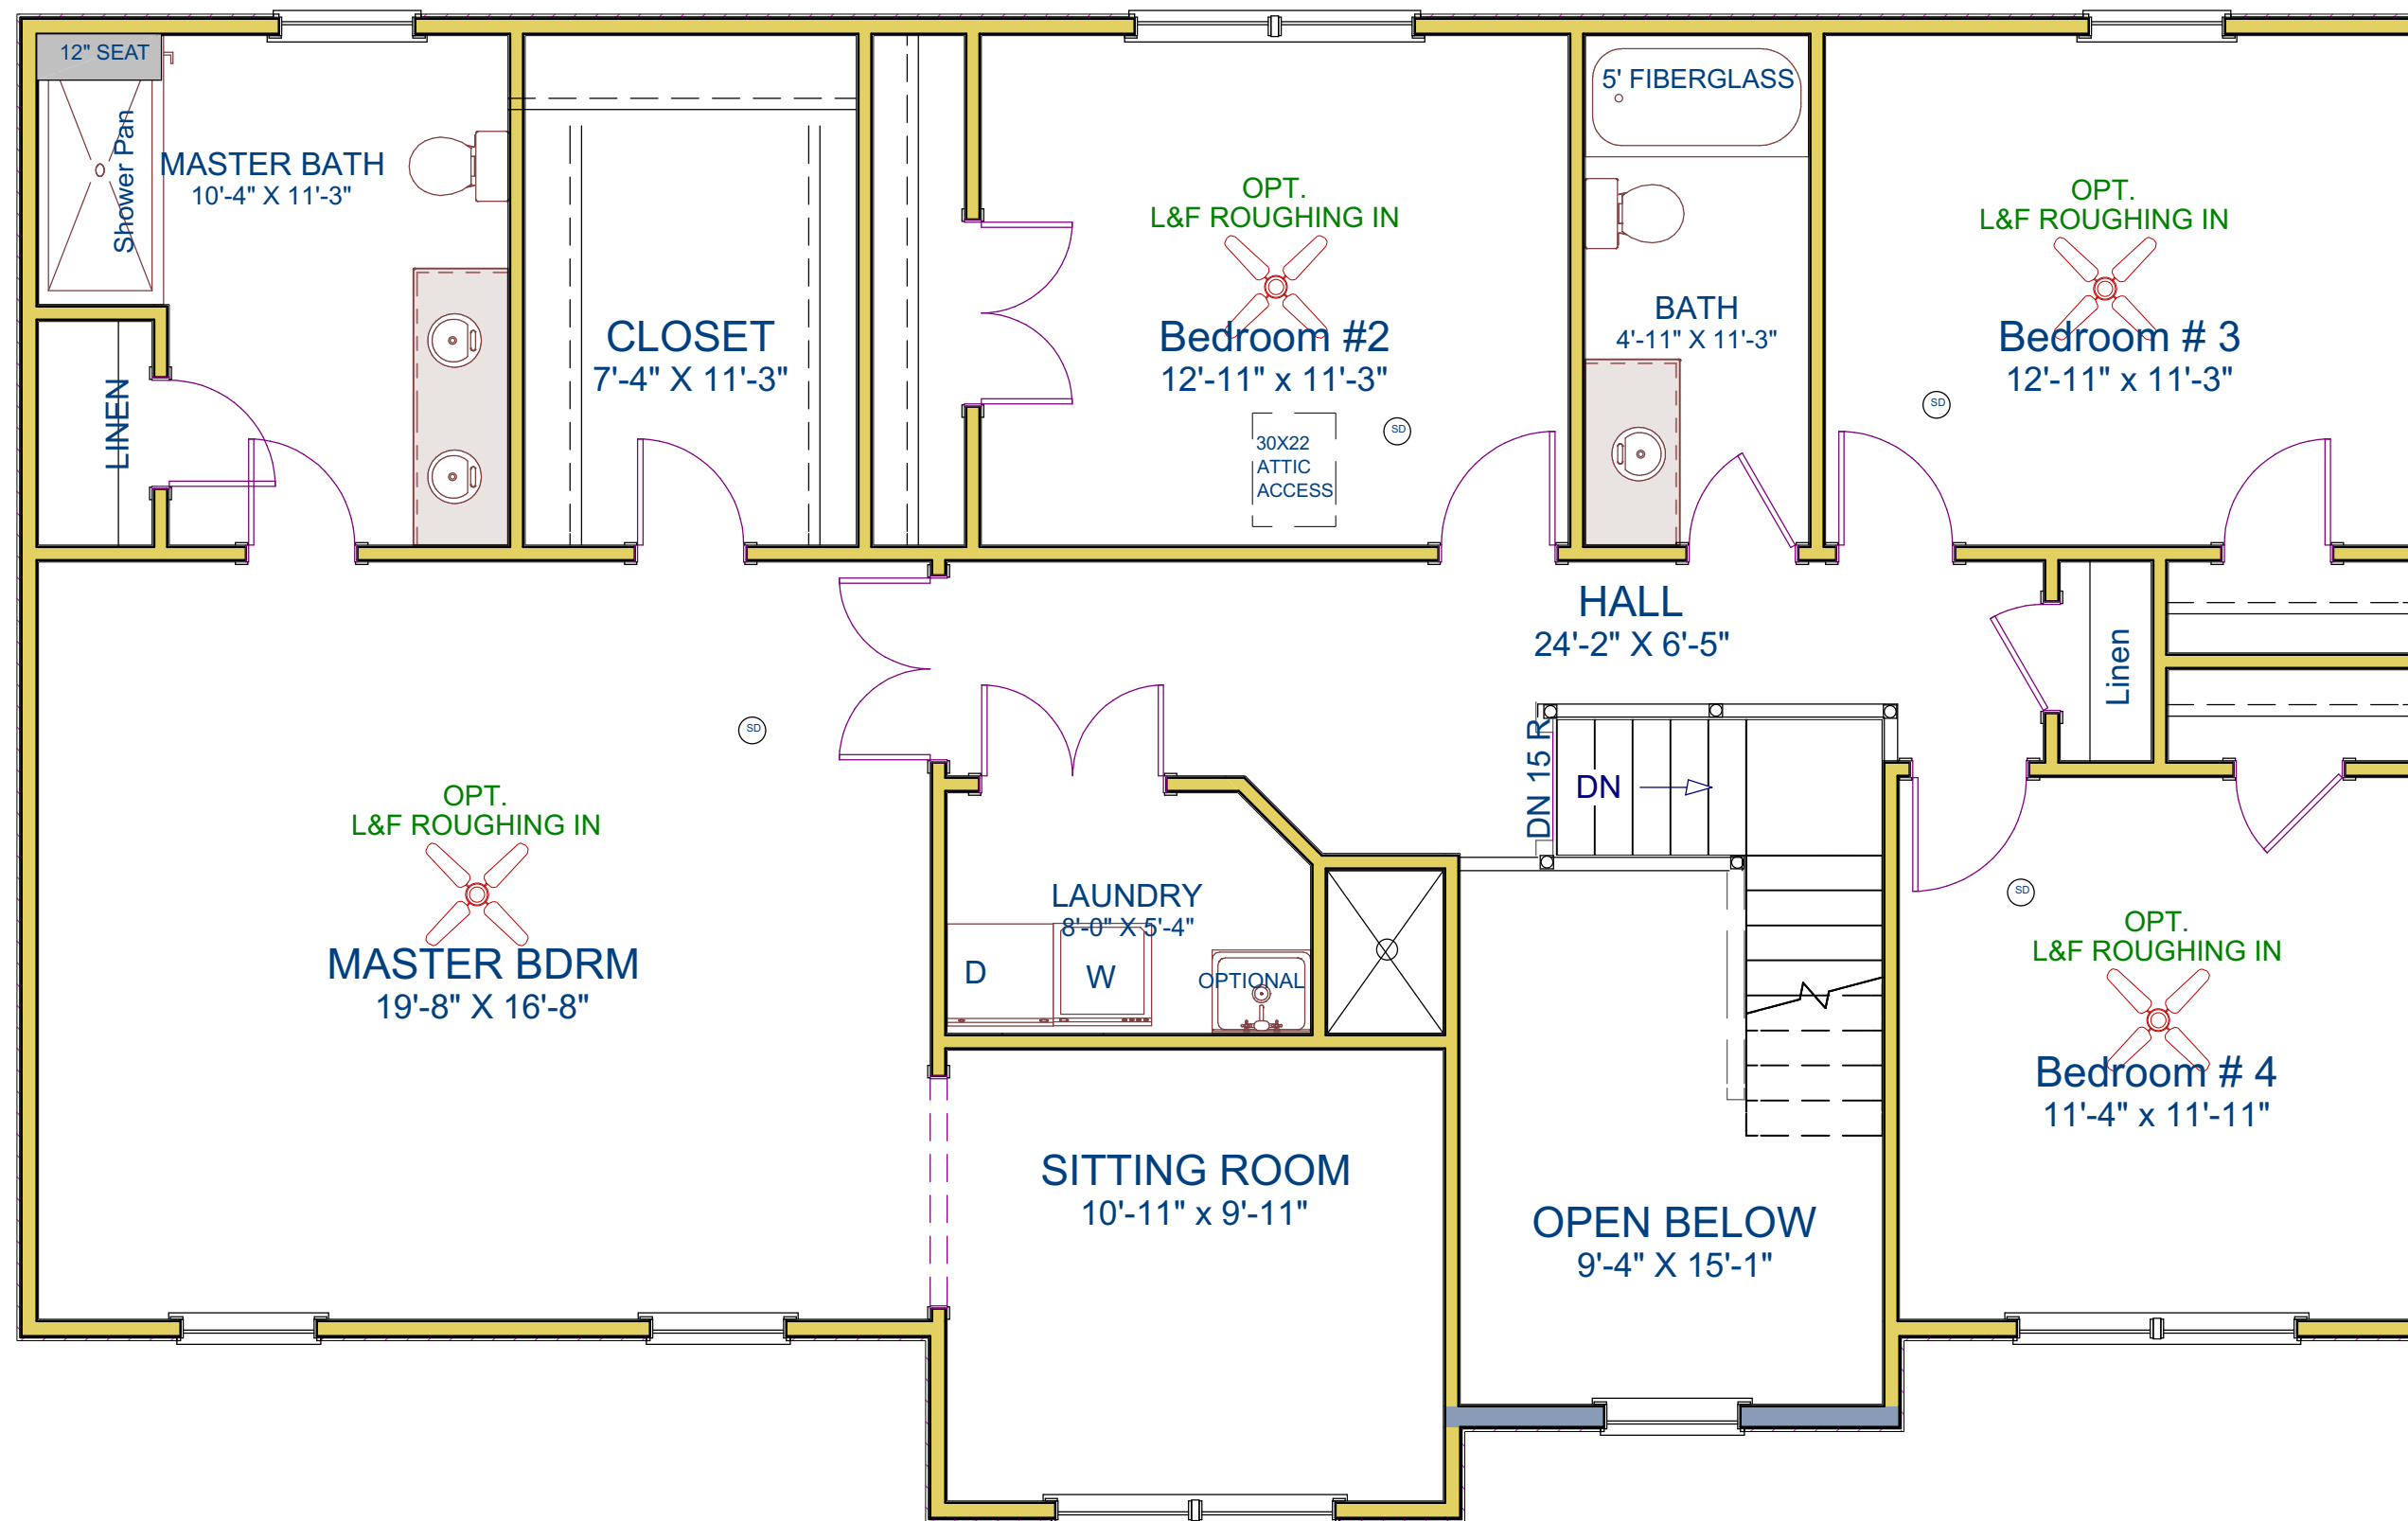 12" SEAT
Shower Pan
MASTER BATH
10'-4" X 11'-3"
LINEN
CLOSET
7'-4" X 11'-3"
OPT.
L&F ROUGHING IN
Bedroom #2
12'-11" x 11'-3"
30X22
ATTIC
ACCESS
SD
5' FIBERGLASS
BATH
4'-11" X 11'-3"
OPT.
L&F ROUGHING IN
Bedroom # 3
12'-11" x 11'-3"
SD
HALL
24'-2" X 6'-5"
Linen
SD
OPT.
L&F ROUGHING IN
MASTER BDRM
19'-8" X 16'-8"
LAUNDRY
8'-0" X 5'-4"
D
W
OPTIONAL
DN 15 R
DN
SD
OPT.
L&F ROUGHING IN
Bedroom # 4
11'-4" x 11'-11"
SITTING ROOM
10'-11" x 9'-11"
OPEN BELOW
9'-4" X 15'-1"